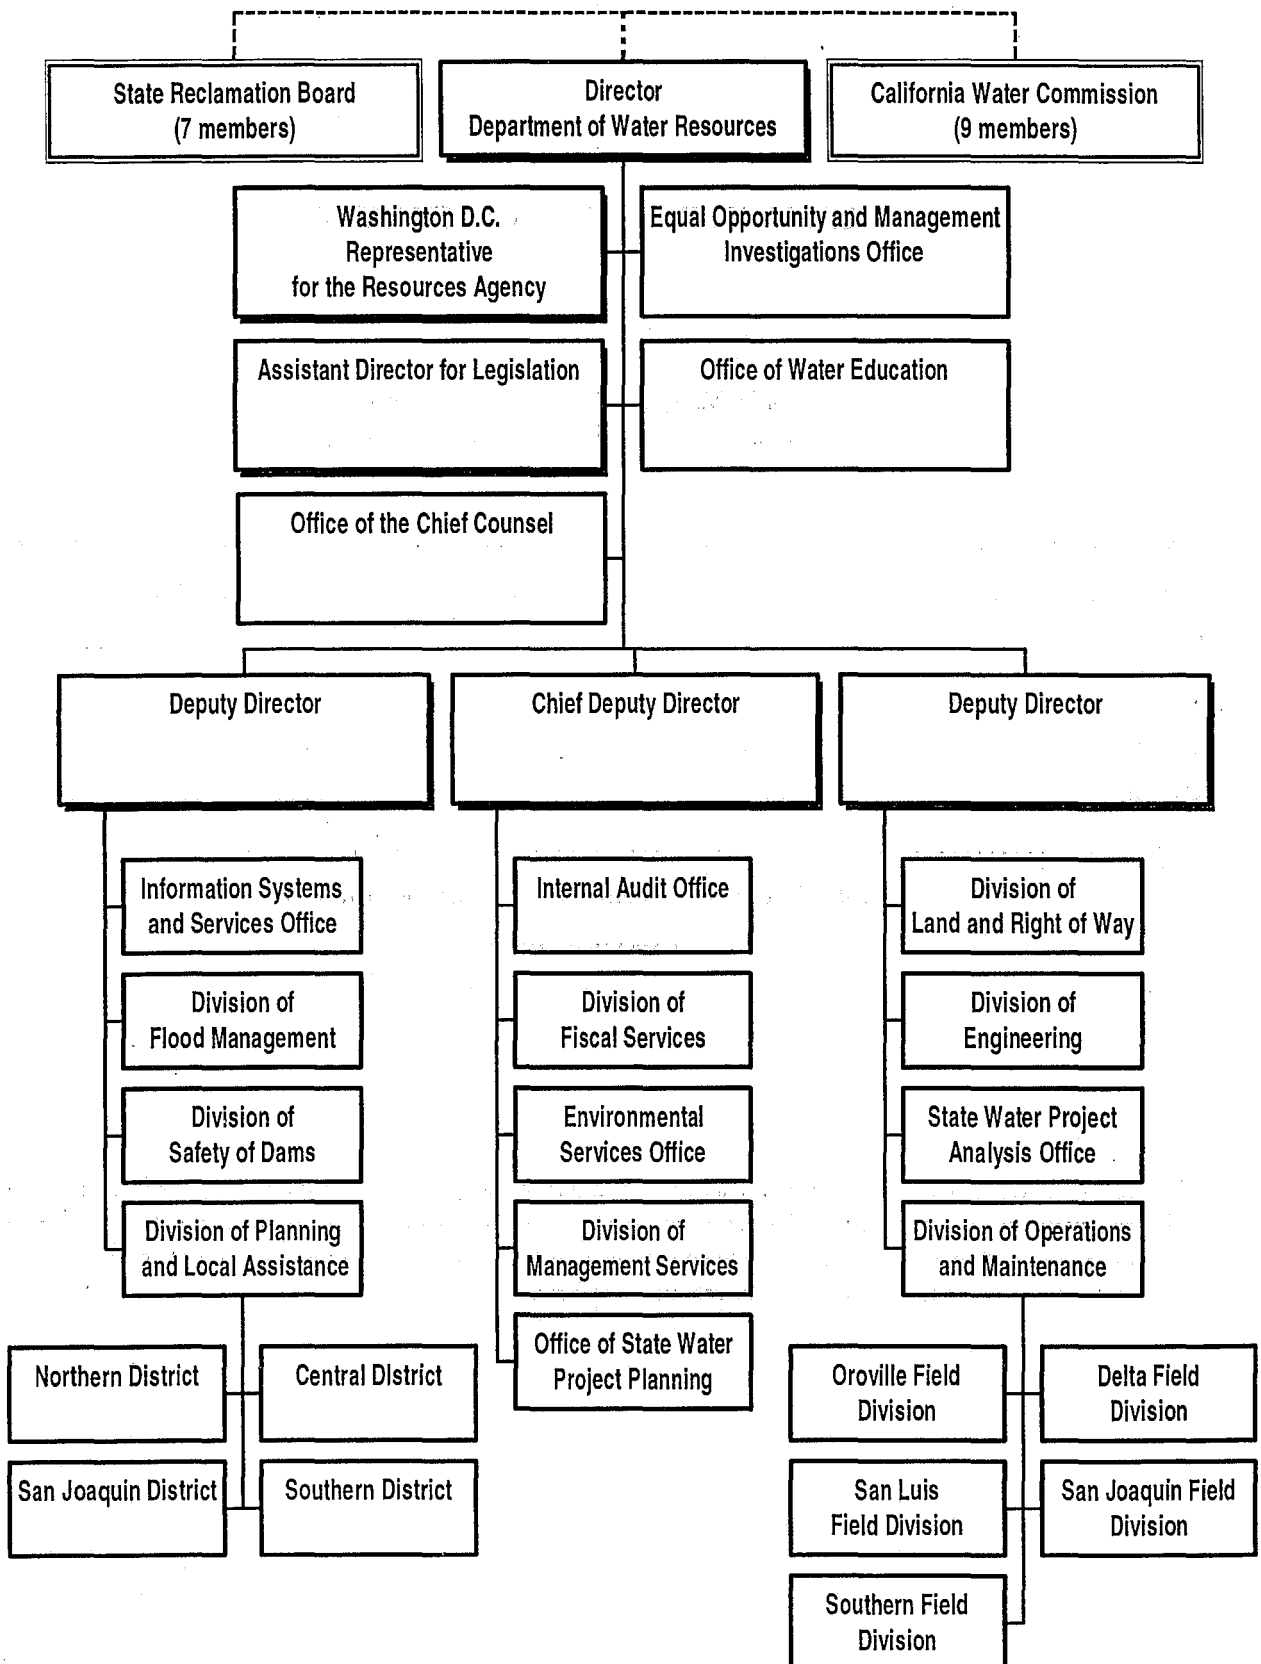 State Reclamation Board
(7 members)
Director
Department of Water Resources
California Water Commission
(9 members)
Washington D.C.
Representative
for the Resources Agency
Equal Opportunity and Management
Investigations Office
Assistant Director for Legislation
Office of Water Education
Office of the Chief Counsel
Deputy Director
Chief Deputy Director
Deputy Director
Information Systems
and Services Office
Division of
Flood Management
Division of
Safety of Dams
Division of Planning
and Local Assistance
Northern District
Central District
San Joaquin District
Southern District
Internal Audit Office
Division of
Fiscal Services
Environmental
Services Office
Division of
Management Services
Office of State Water
Project Planning
Division of
Land and Right of Way
Division of
Engineering
State Water Project
Analysis Office
Division of Operations
and Maintenance
Oroville Field
Division
Delta Field
Division
San Luis
Field Division
San Joaquin Field
Division
Southern Field
Division